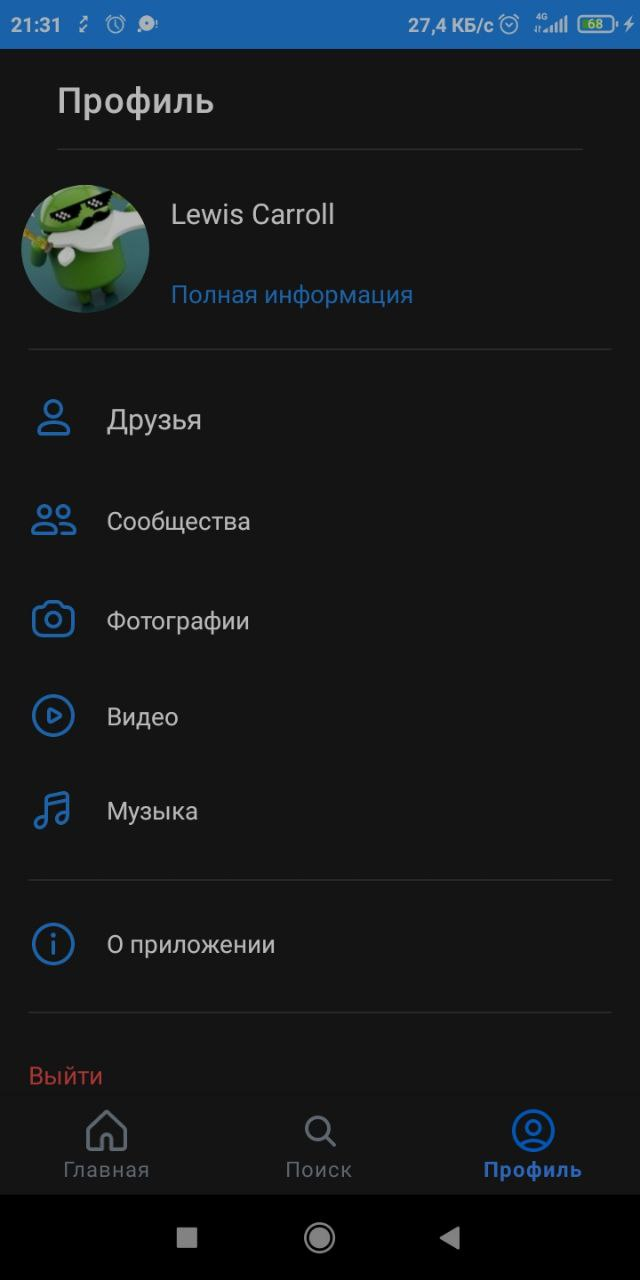 21:31 27,4 КБ/с 4G 68
Профиль
Lewis Carroll
Полная информация
Друзья
Сообщества
Фотографии
Видео
Музыка
О приложении
Выйти
Главная Поиск Профиль